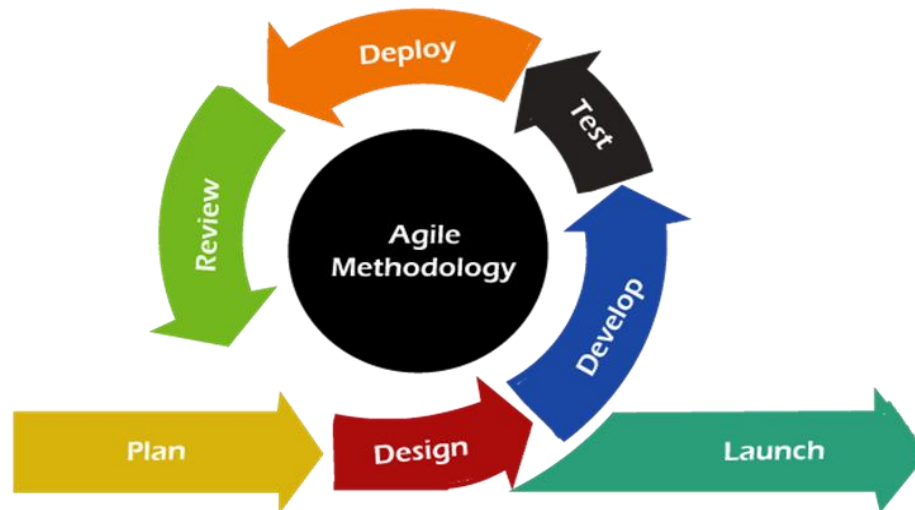 Deploy
Test
Review
Agile
Methodology
Develop
Plan
Design
Launch